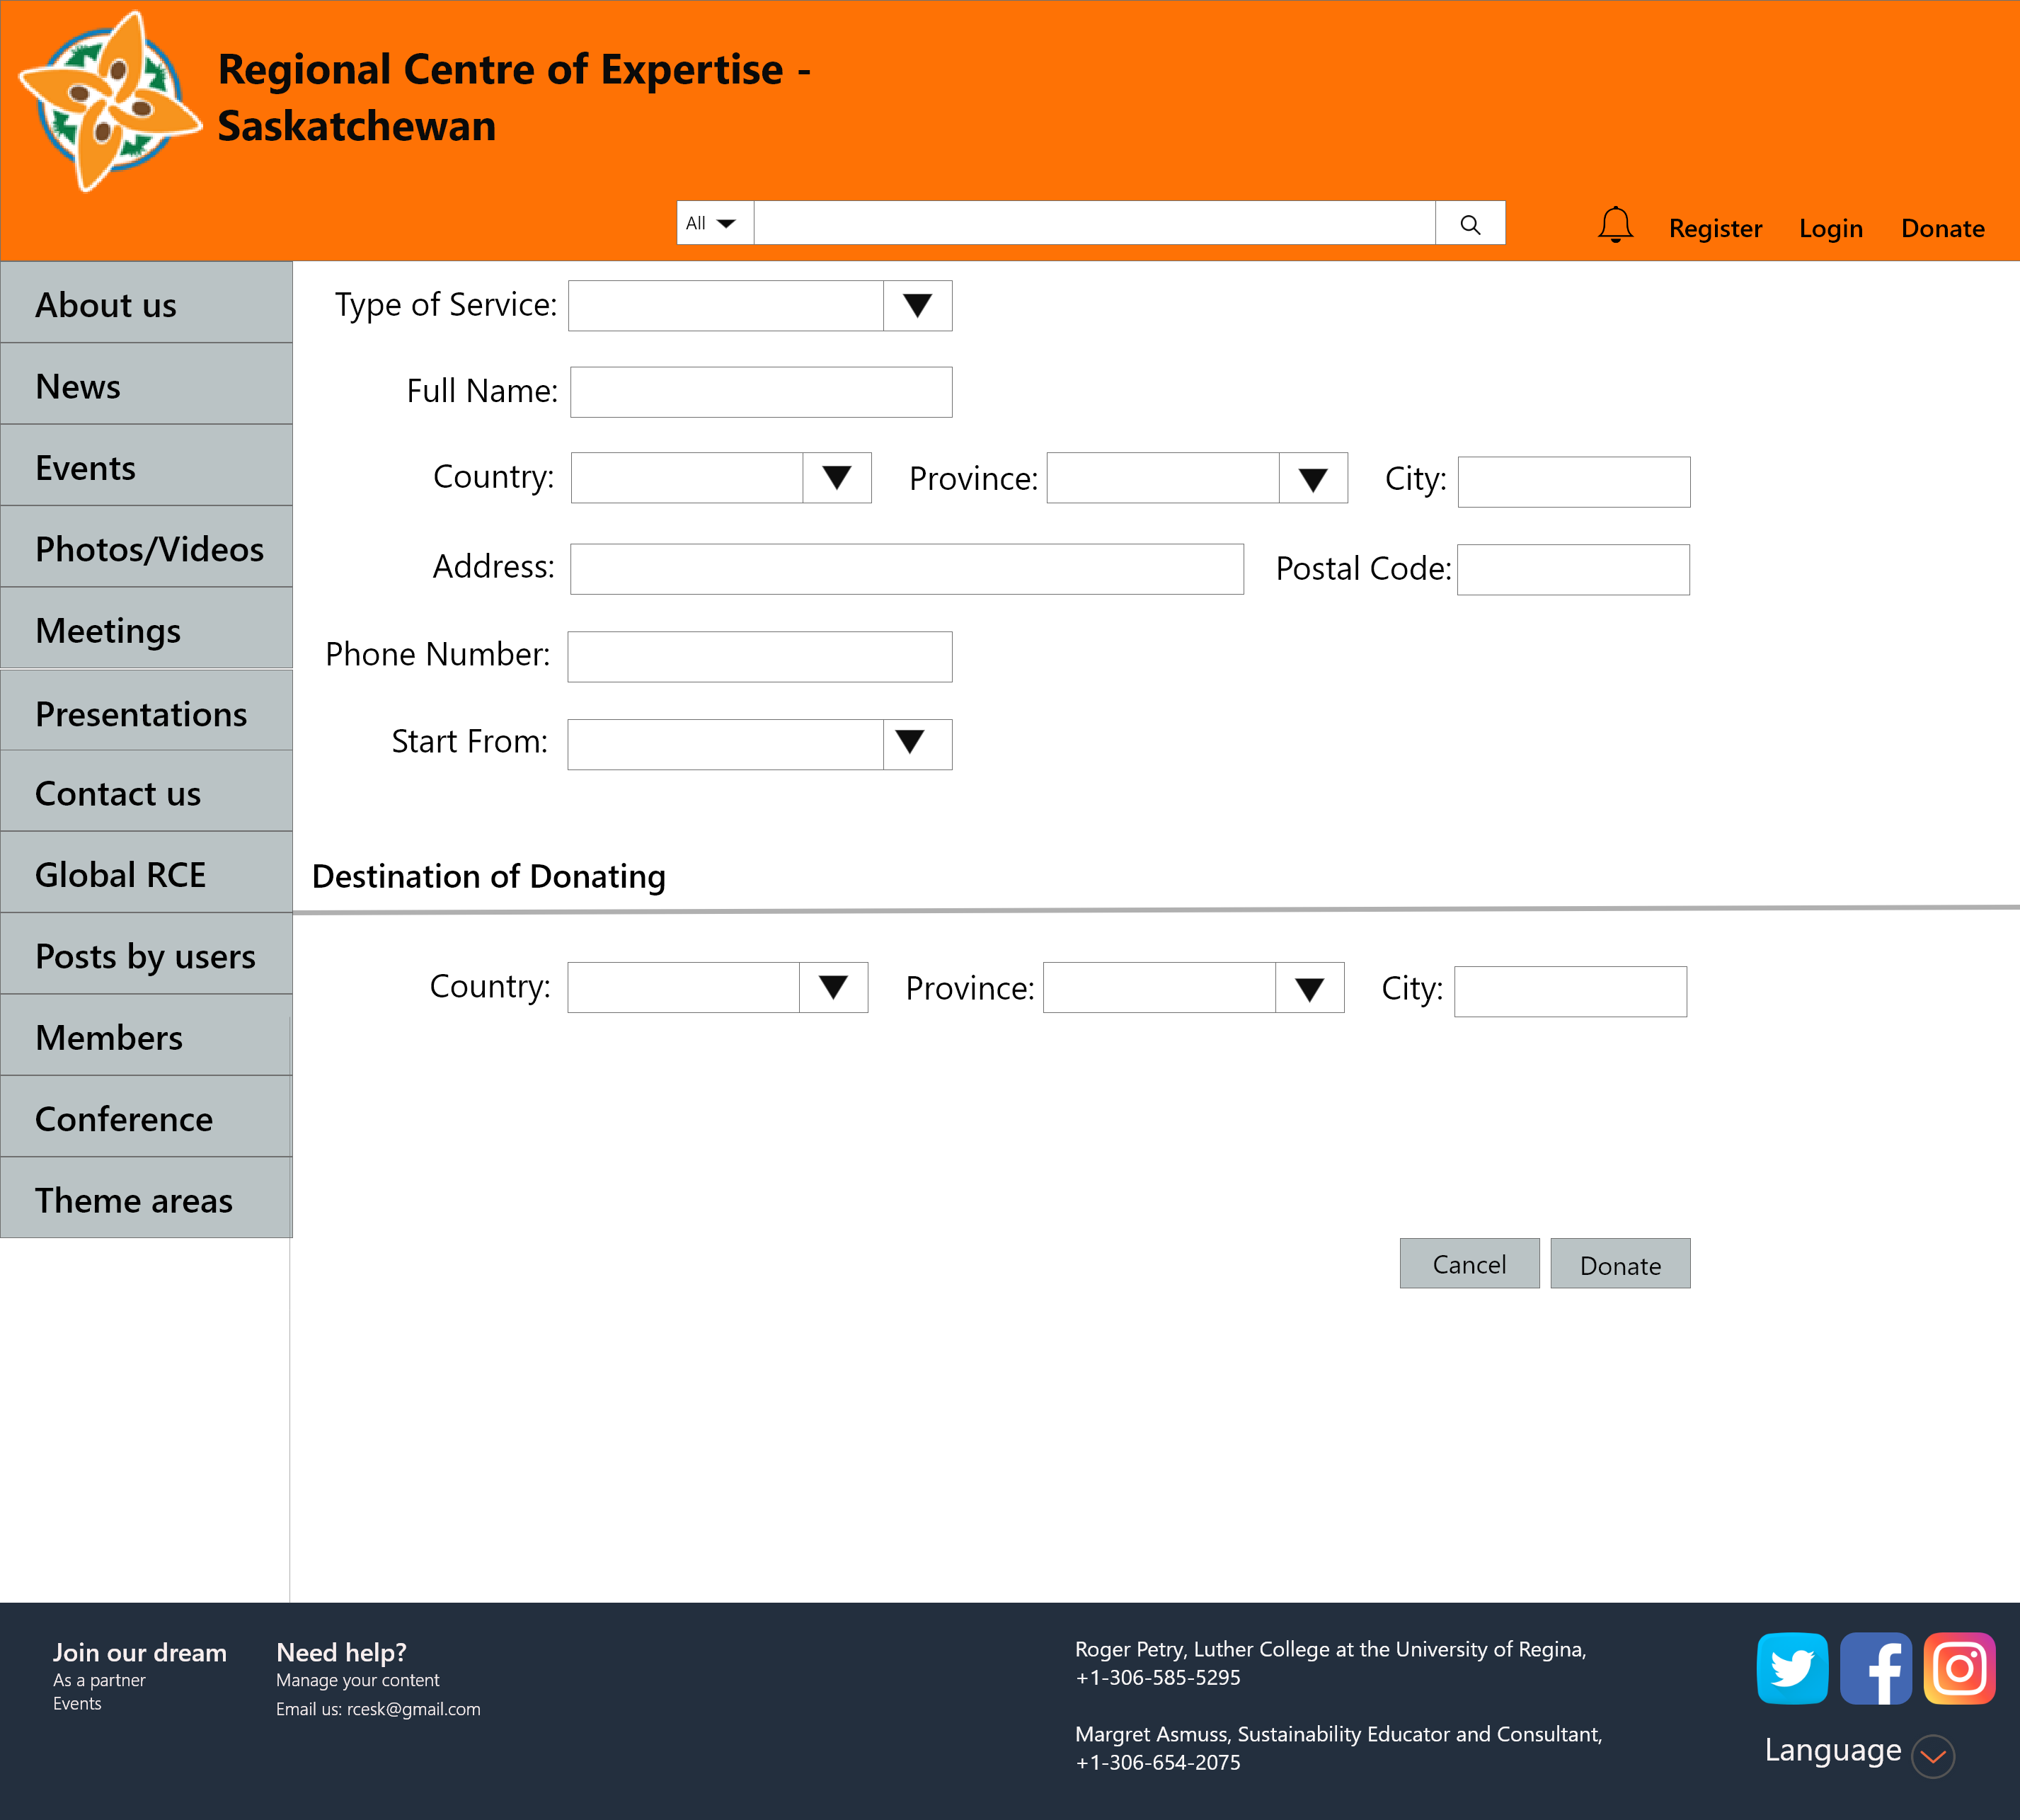 Regional Centre of Expertise -
Saskatchewan
All
Register Login Donate
About us
News
Events
Photos/Videos
Meetings
Presentations
Contact us
Global RCE
Posts by users
Members
Conference
Theme areas
Type of Service:
Full Name:
Country: Province: City:
Address: Postal Code:
Phone Number:
Start From:
Destination of Donating
Country: Province: City:
Cancel Donate
Join our dream
As a partner
Events
Need help?
Manage your content
Email us: rcesk@gmail.com
Roger Petry, Luther College at the University of Regina,
+1-306-585-5295
Margret Asmuss, Sustainability Educator and Consultant,
+1-306-654-2075
Language